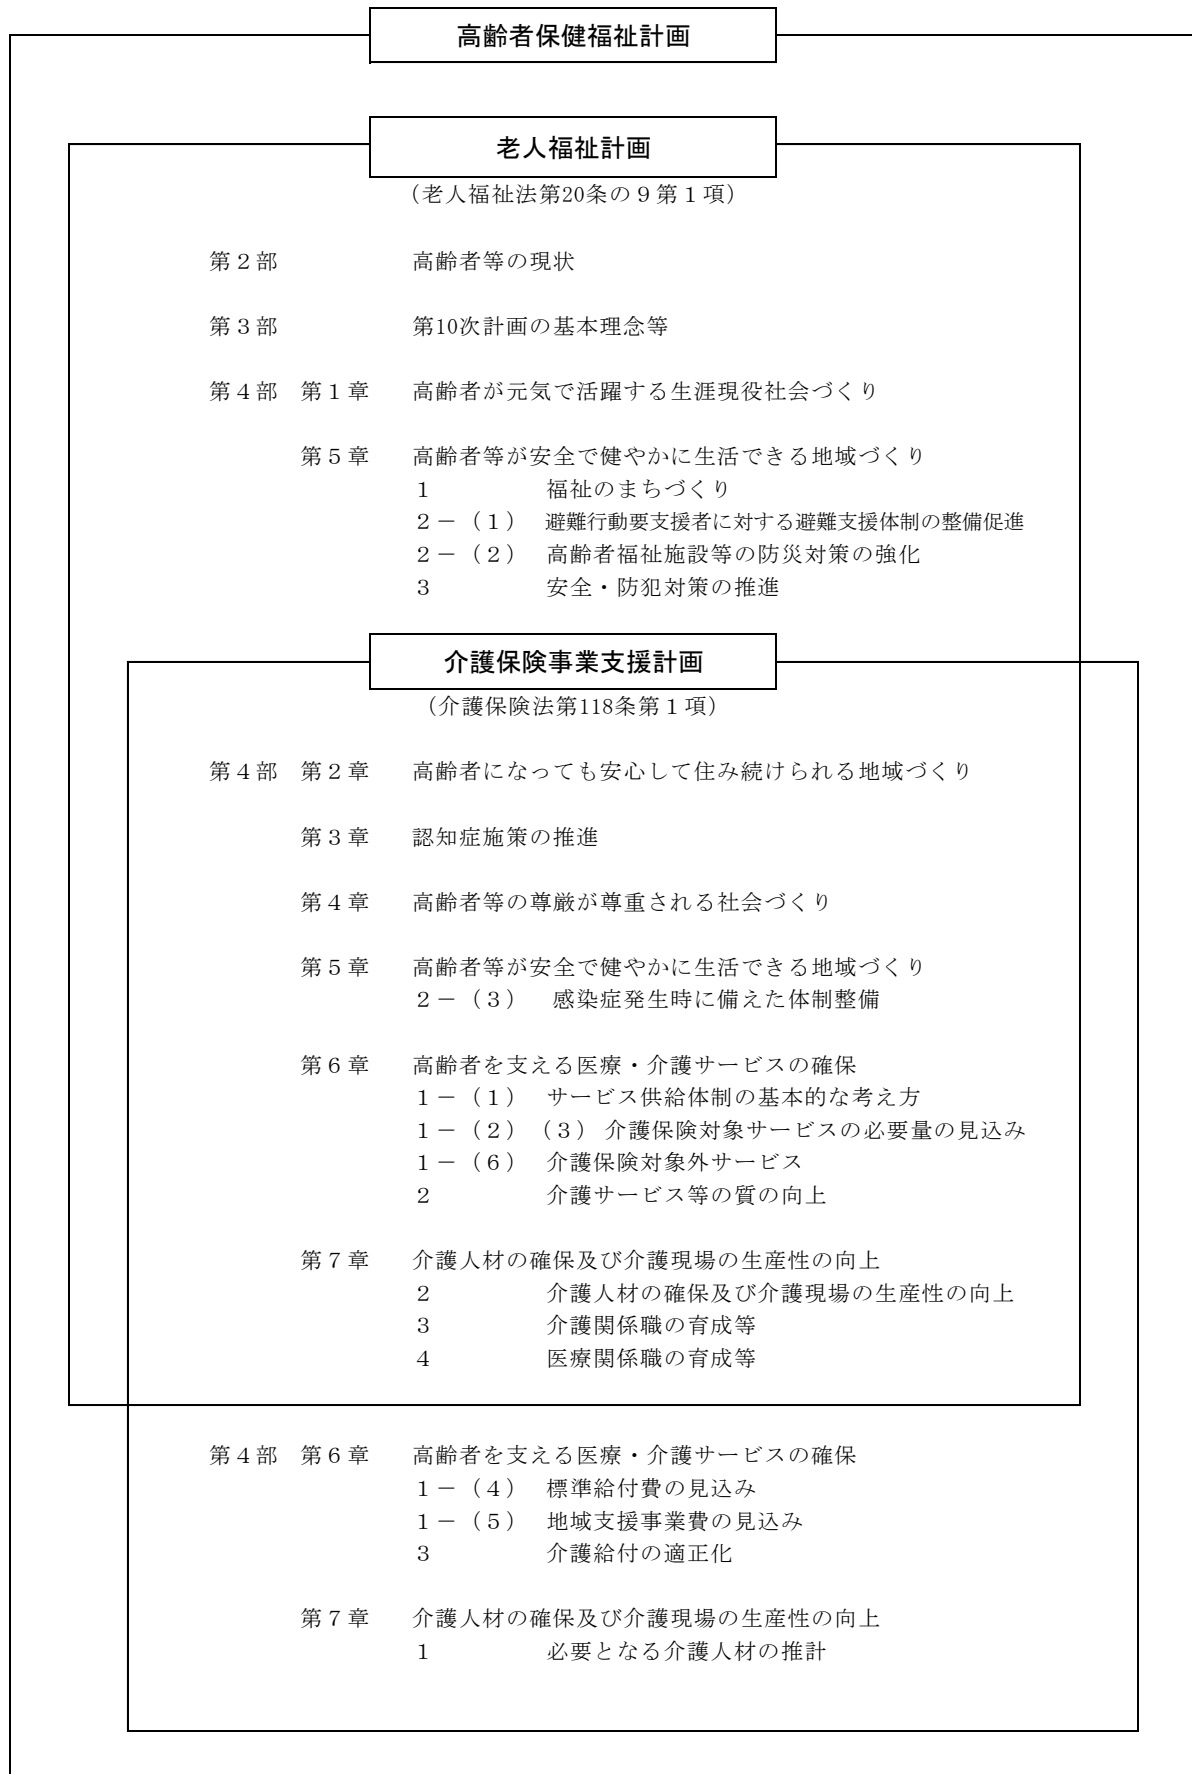 高齢者保健福祉計画
老人福祉計画
（老人福祉法第20条の９第１項）
第２部 高齢者等の現状
第３部 第10次計画の基本理念等
第４部 第１章 高齢者が元気で活躍する生涯現役社会づくり
第５章 高齢者等が安全で健やかに生活できる地域づくり
１ 福祉のまちづくり
２－（１） 避難行動要支援者に対する避難支援体制の整備促進
２－（２） 高齢者福祉施設等の防災対策の強化
３ 安全・防犯対策の推進
介護保険事業支援計画
（介護保険法第118条第１項）
第４部 第２章 高齢者になっても安心して住み続けられる地域づくり
第３章 認知症施策の推進
第４章 高齢者等の尊厳が尊重される社会づくり
第５章 高齢者等が安全で健やかに生活できる地域づくり
２－（３） 感染症発生時に備えた体制整備
第６章 高齢者を支える医療・介護サービスの確保
１－（１） サービス供給体制の基本的な考え方
１－（２）（３） 介護保険対象サービスの必要量の見込み
１－（６） 介護保険対象外サービス
２ 介護サービス等の質の向上
第７章 介護人材の確保及び介護現場の生産性の向上
２ 介護人材の確保及び介護現場の生産性の向上
３ 介護関係職の育成等
４ 医療関係職の育成等
第４部 第６章 高齢者を支える医療・介護サービスの確保
１－（４） 標準給付費の見込み
１－（５） 地域支援事業費の見込み
３ 介護給付の適正化
第７章 介護人材の確保及び介護現場の生産性の向上
１ 必要となる介護人材の推計